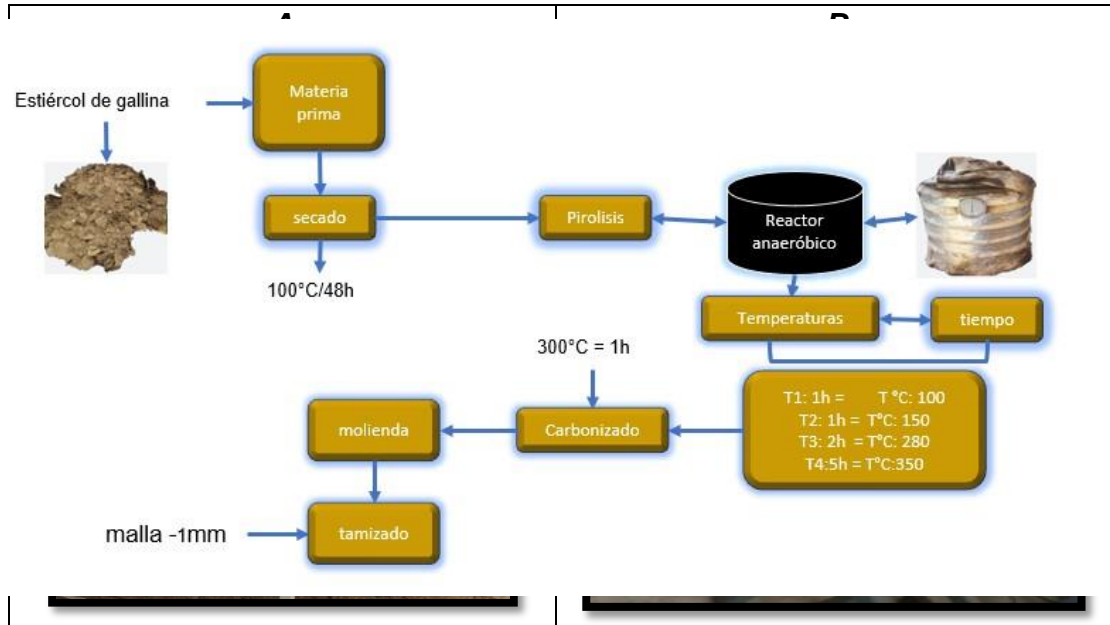 Estiércol de gallina
Materia
prima
secado
100°C/48h
Pirolisis
Reactor
anaeróbico
Temperaturas
tiempo
T1: 1h = T °C: 100
T2: 1h = T°C: 150
T3: 2h = T°C: 280
T4:5h = T°C:350
300°C = 1h
Carbonizado
molienda
malla -1mm
tamizado